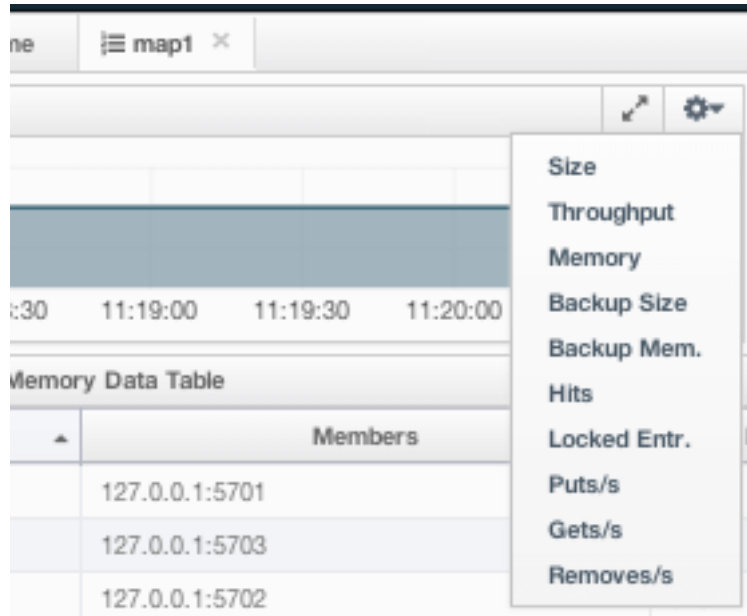 map1
Size
Throughput
Memory
Backup Size
Backup Mem.
Hits
Locked Entr.
Puts/s
Gets/s
Removes/s
:30 11:19:00 11:19:30 11:20:00
Memory Data Table
Members
127.0.0.1:5701
127.0.0.1:5703
127.0.0.1:5702